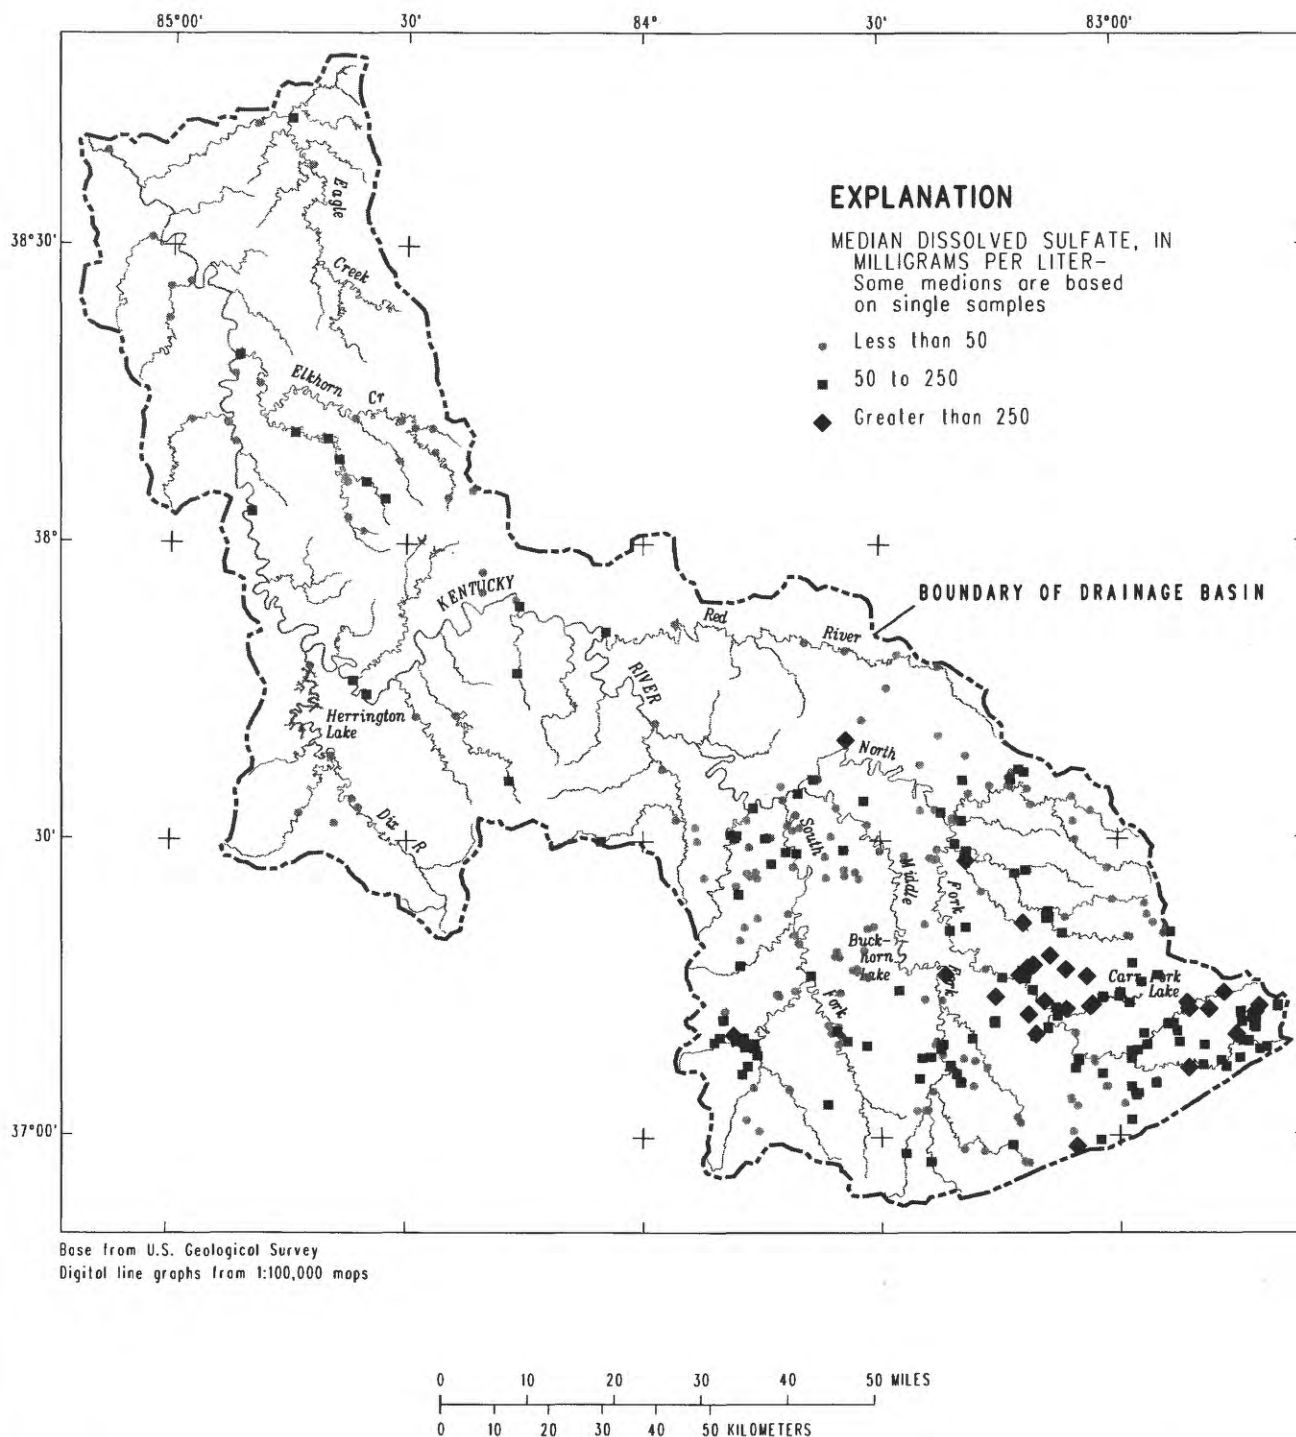 85°00' 30' 84° 30' 83°00'
EXPLANATION
MEDIAN DISSOLVED SULFATE, IN
MILLIGRAMS PER LITER-
Some medians are based
on single samples
Less than 50
50 to 250
Greater than 250
38°30'
Eagle
Creek
Elkhorn
Cr
38°
KENTUCKY
BOUNDARY OF DRAINAGE BASIN
Red
River
RIVER
Herrington
Lake
North
Dix R
30'
South
Middle
Fork
Buck-
horn
Lake
Fork
Carr Fork
Lake
Fork
37°00'
Base from U.S. Geological Survey
Digital line graphs from 1:100,000 maps
0 10 20 30 40 50 MILES
0 10 20 30 40 50 KILOMETERS